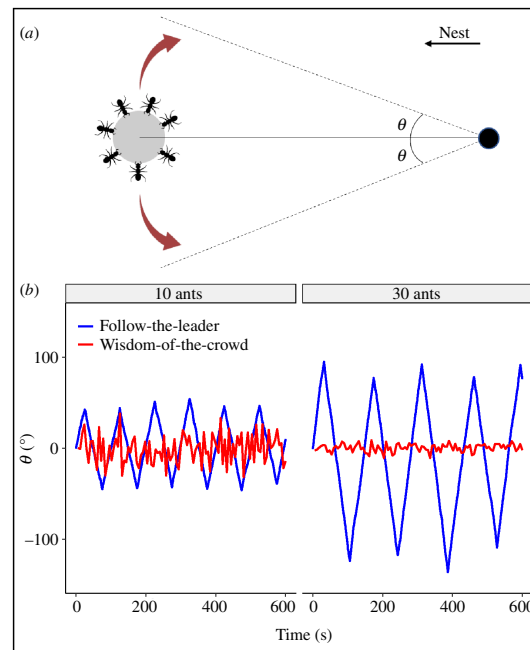 (a)
Nest
θ
θ
(b)
10 ants
30 ants
Follow-the-leader
Wisdom-of-the-crowd
100
0
−100
θ (°)
0 200 400 600
0 200 400 600
Time (s)